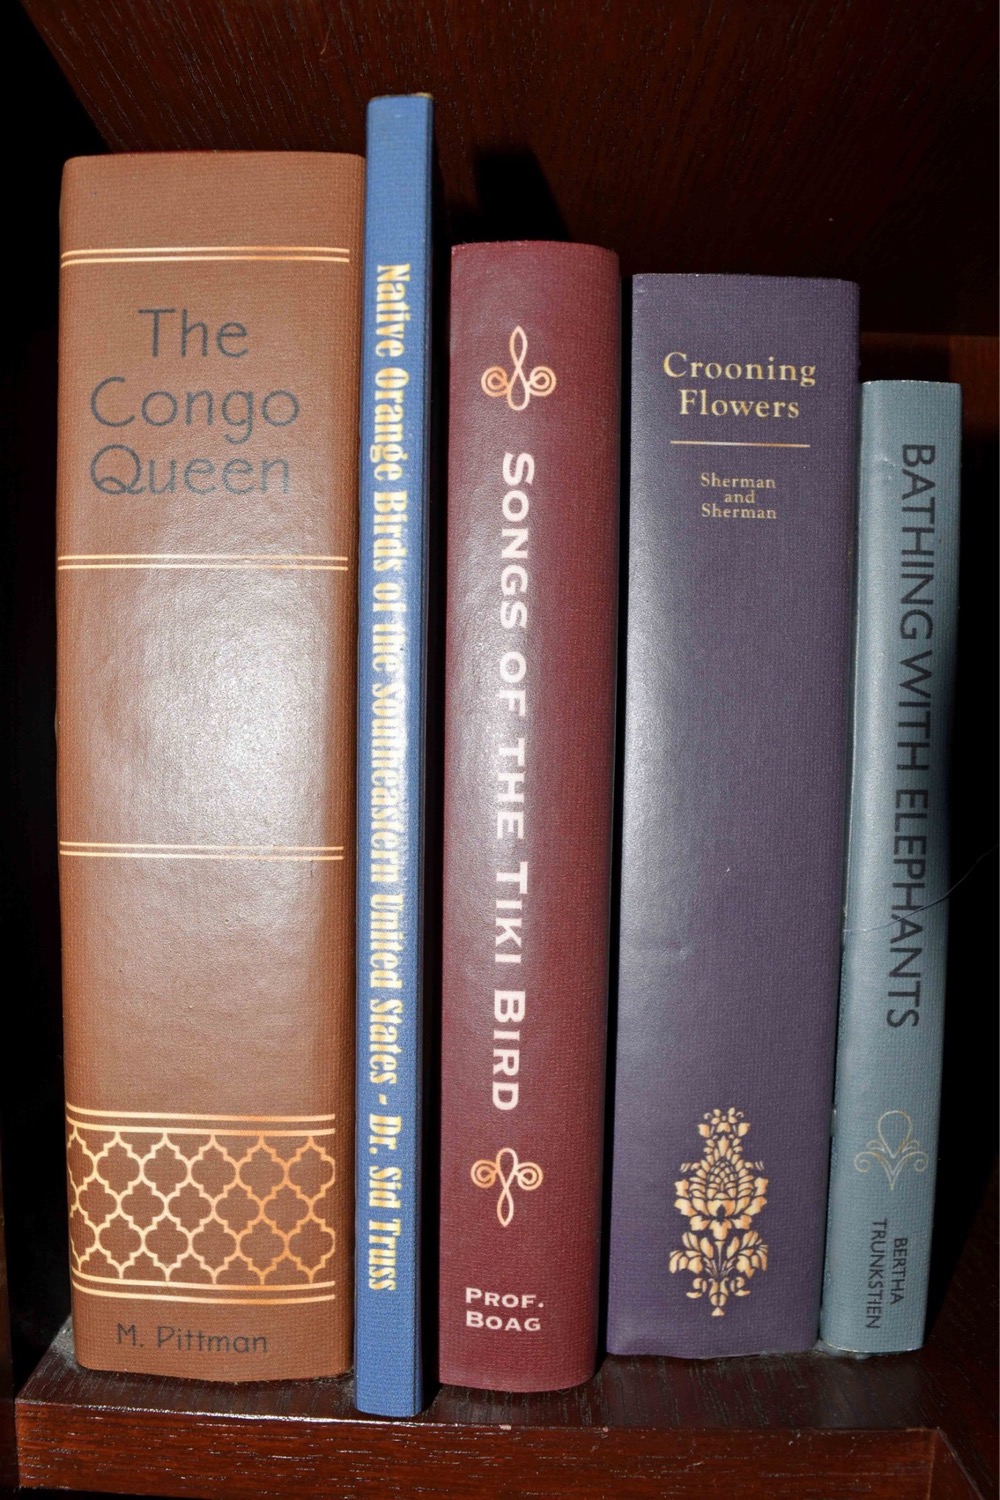 The
Congo
Queen
M. Pittman
Native Orange Birds of the Southeastern United States - Dr. Sid Truss
SONGS OF THE TIKI BIRD
PROF.
BOAG
Crooning
Flowers
Sherman
and
Sherman
BATHING WITH ELEPHANTS
BERTHA
TRUNKSTIEN